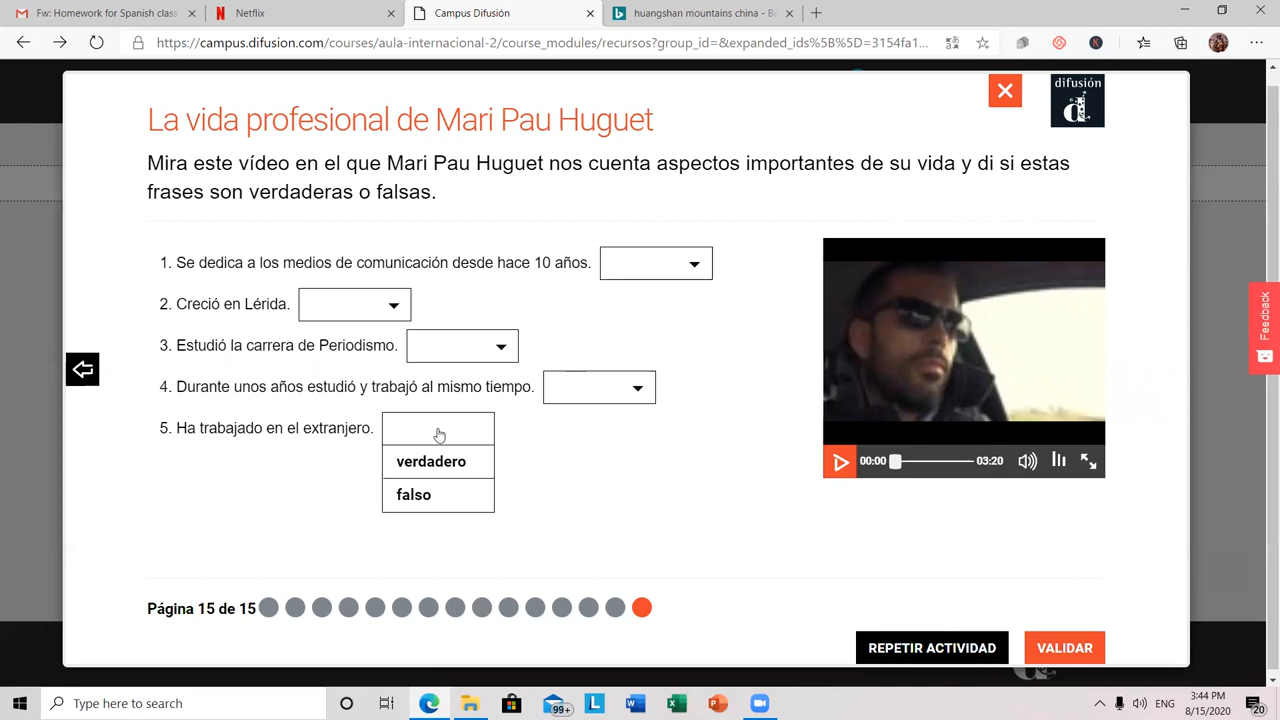 Fw: Homework for Spanish class
Netflix
Campus Difusión
huangshan mountains china - Bi
https://campus.difusion.com/courses/aula-internacional-2/course_modules/recursos?group_id=&expanded_ids%5B%5D=3154fa1...
difusión
d
La vida profesional de Mari Pau Huguet
Mira este vídeo en el que Mari Pau Huguet nos cuenta aspectos importantes de su vida y di si estas
frases son verdaderas o falsas.
1. Se dedica a los medios de comunicación desde hace 10 años.
2. Creció en Lérida.
3. Estudió la carrera de Periodismo.
4. Durante unos años estudió y trabajó al mismo tiempo.
5. Ha trabajado en el extranjero.
verdadero
falso
00:00
03:20
Feedback
Página 15 de 15
REPETIR ACTIVIDAD
VALIDAR
Type here to search
99+
ENG
3:44 PM
8/15/2020
20